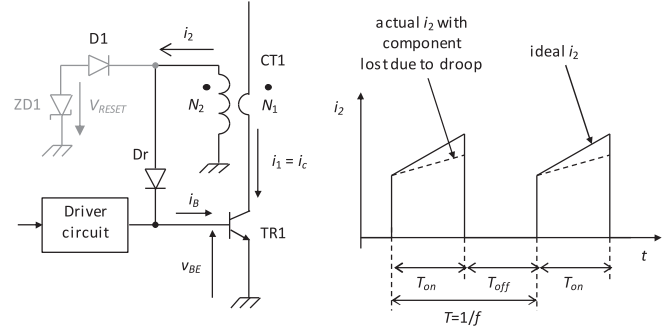 D1
i2
CT1
ZD1
VRESET
N2
N1
Dr
i1 = ic
Driver
circuit
iB
TR1
vBE
actual i2 with
component
lost due to droop
ideal i2
i2
t
Ton
Toff
Ton
T=1/f